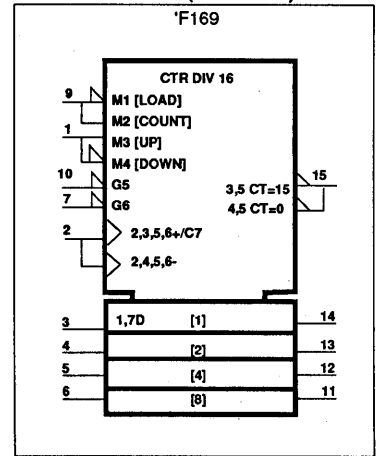 'F169
CTR DIV 16
9 M1 [LOAD]
M2 [COUNT]
1 M3 [UP]
M4 [DOWN]
10 G5
7 G6
3,5 CT=15 15
4,5 CT=0
2 2,3,5,6+/C7
2,4,5,6-
3 1,7D [1] 14
4 [2] 13
5 [4] 12
6 [8] 11